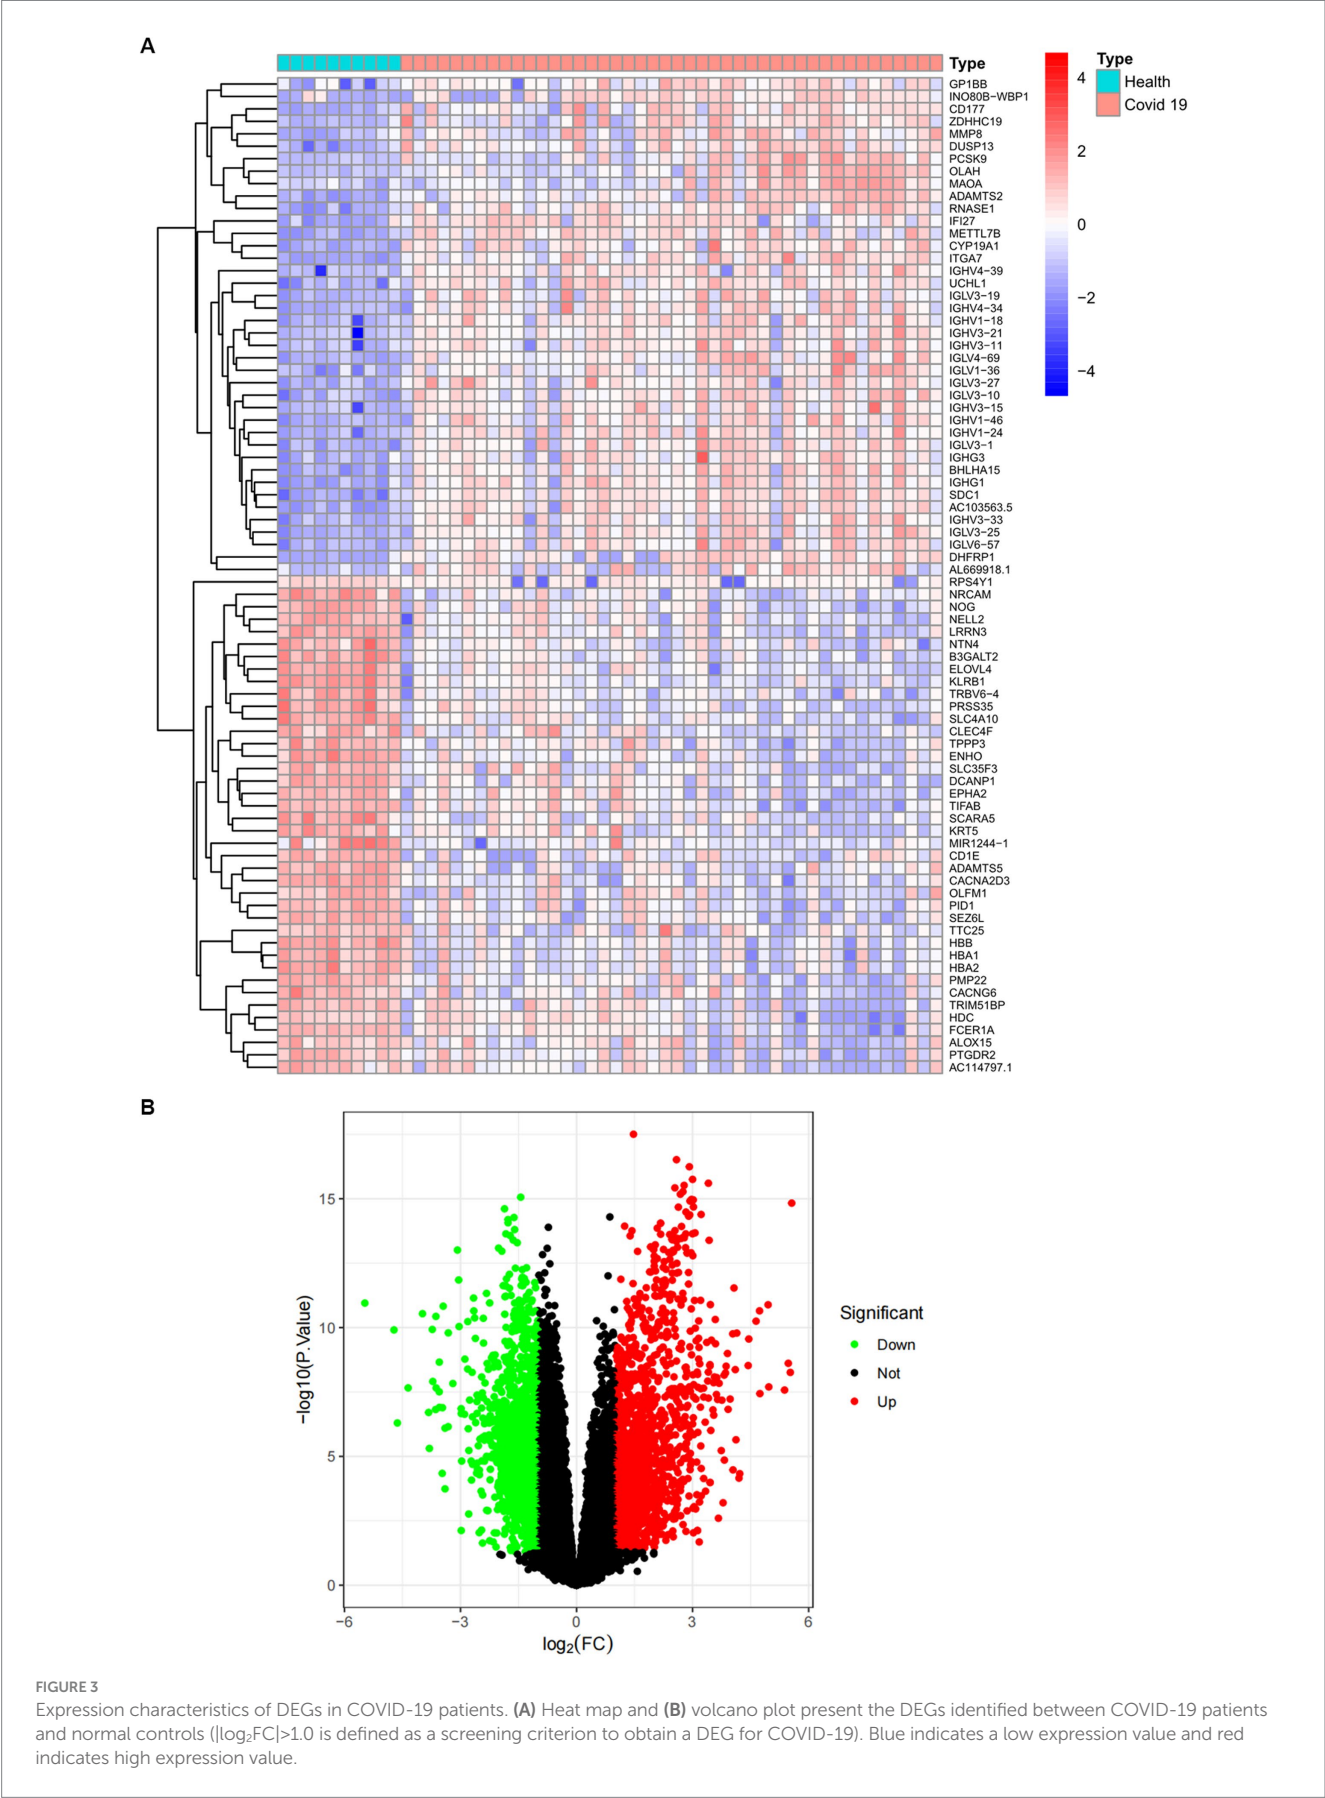 A
Type
GP1BB
INO80B−WBP1
CD177
ZDHHC19
MMP8
DUSP13
PCSK9
OLAH
MAOA
ADAMTS2
RNASE1
IFI27
METTL7B
CYP19A1
ITGA7
IGHV4−39
UCHL1
IGLV3−19
IGHV4−34
IGHV1−18
IGHV3−21
IGHV3−11
IGLV4−69
IGLV1−36
IGLV3−27
IGLV3−10
IGHV3−15
IGHV1−46
IGHV1−24
IGLV3−1
IGHG3
BHLHA15
IGHG1
SDC1
AC103563.5
IGHV3−33
IGLV3−25
IGLV6−57
DHFRP1
AL669918.1
RPS4Y1
NRCAM
NOG
NELL2
LRRN3
NTN4
B3GALT2
ELOVL4
KLRB1
TRBV6−4
PRSS35
SLC4A10
CLEC4F
TPPP3
ENHO
SLC35F3
DCANP1
EPHA2
TIFAB
SCARA5
KRT5
MIR1244−1
CD1E
ADAMTS5
CACNA2D3
OLFM1
PID1
SEZ6L
TTC25
HBB
HBA1
HBA2
PMP22
CACNG6
TRIM51BP
HDC
FCER1A
ALOX15
PTGDR2
AC114797.1
4
2
0
−2
−4
Type
Health
Covid 19
B
−log10(P.Value)
15
10
5
0
−6 −3 0 3 6
log₂(FC)
Significant
Down
Not
Up
FIGURE 3
Expression characteristics of DEGs in COVID-19 patients. (A) Heat map and (B) volcano plot present the DEGs identified between COVID-19 patients
and normal controls (|log₂FC|>1.0 is defined as a screening criterion to obtain a DEG for COVID-19). Blue indicates a low expression value and red
indicates high expression value.